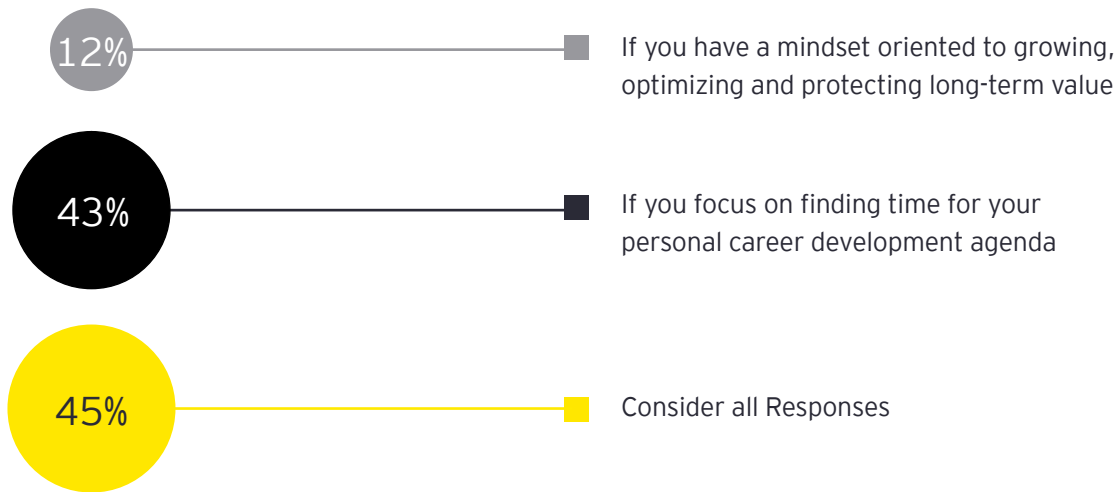 12%
If you have a mindset oriented to growing,
optimizing and protecting long-term value
43%
If you focus on finding time for your
personal career development agenda
45%
Consider all Responses